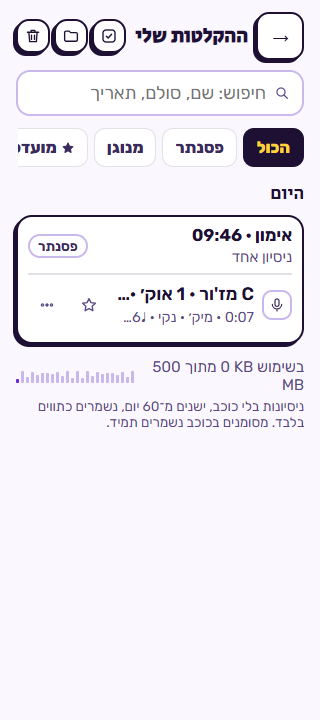 ההקלטות שלי
חיפוש: שם, סולם, תאריך
הכול
פסנתר
מנוגן
★ מועדפ
היום
אימון • 09:46
ניסיון אחד
פסנתר
C מז'ור • 1 אוק׳ •...
0:07 • מיק׳ • נקי • ♩6...
בשימוש 0 KB מתוך 500
MB
ניסיונות בלי כוכב, ישנים מ־60 יום, נשמרים כתווים
בלבד. מסומנים בכוכב נשמרים תמיד.